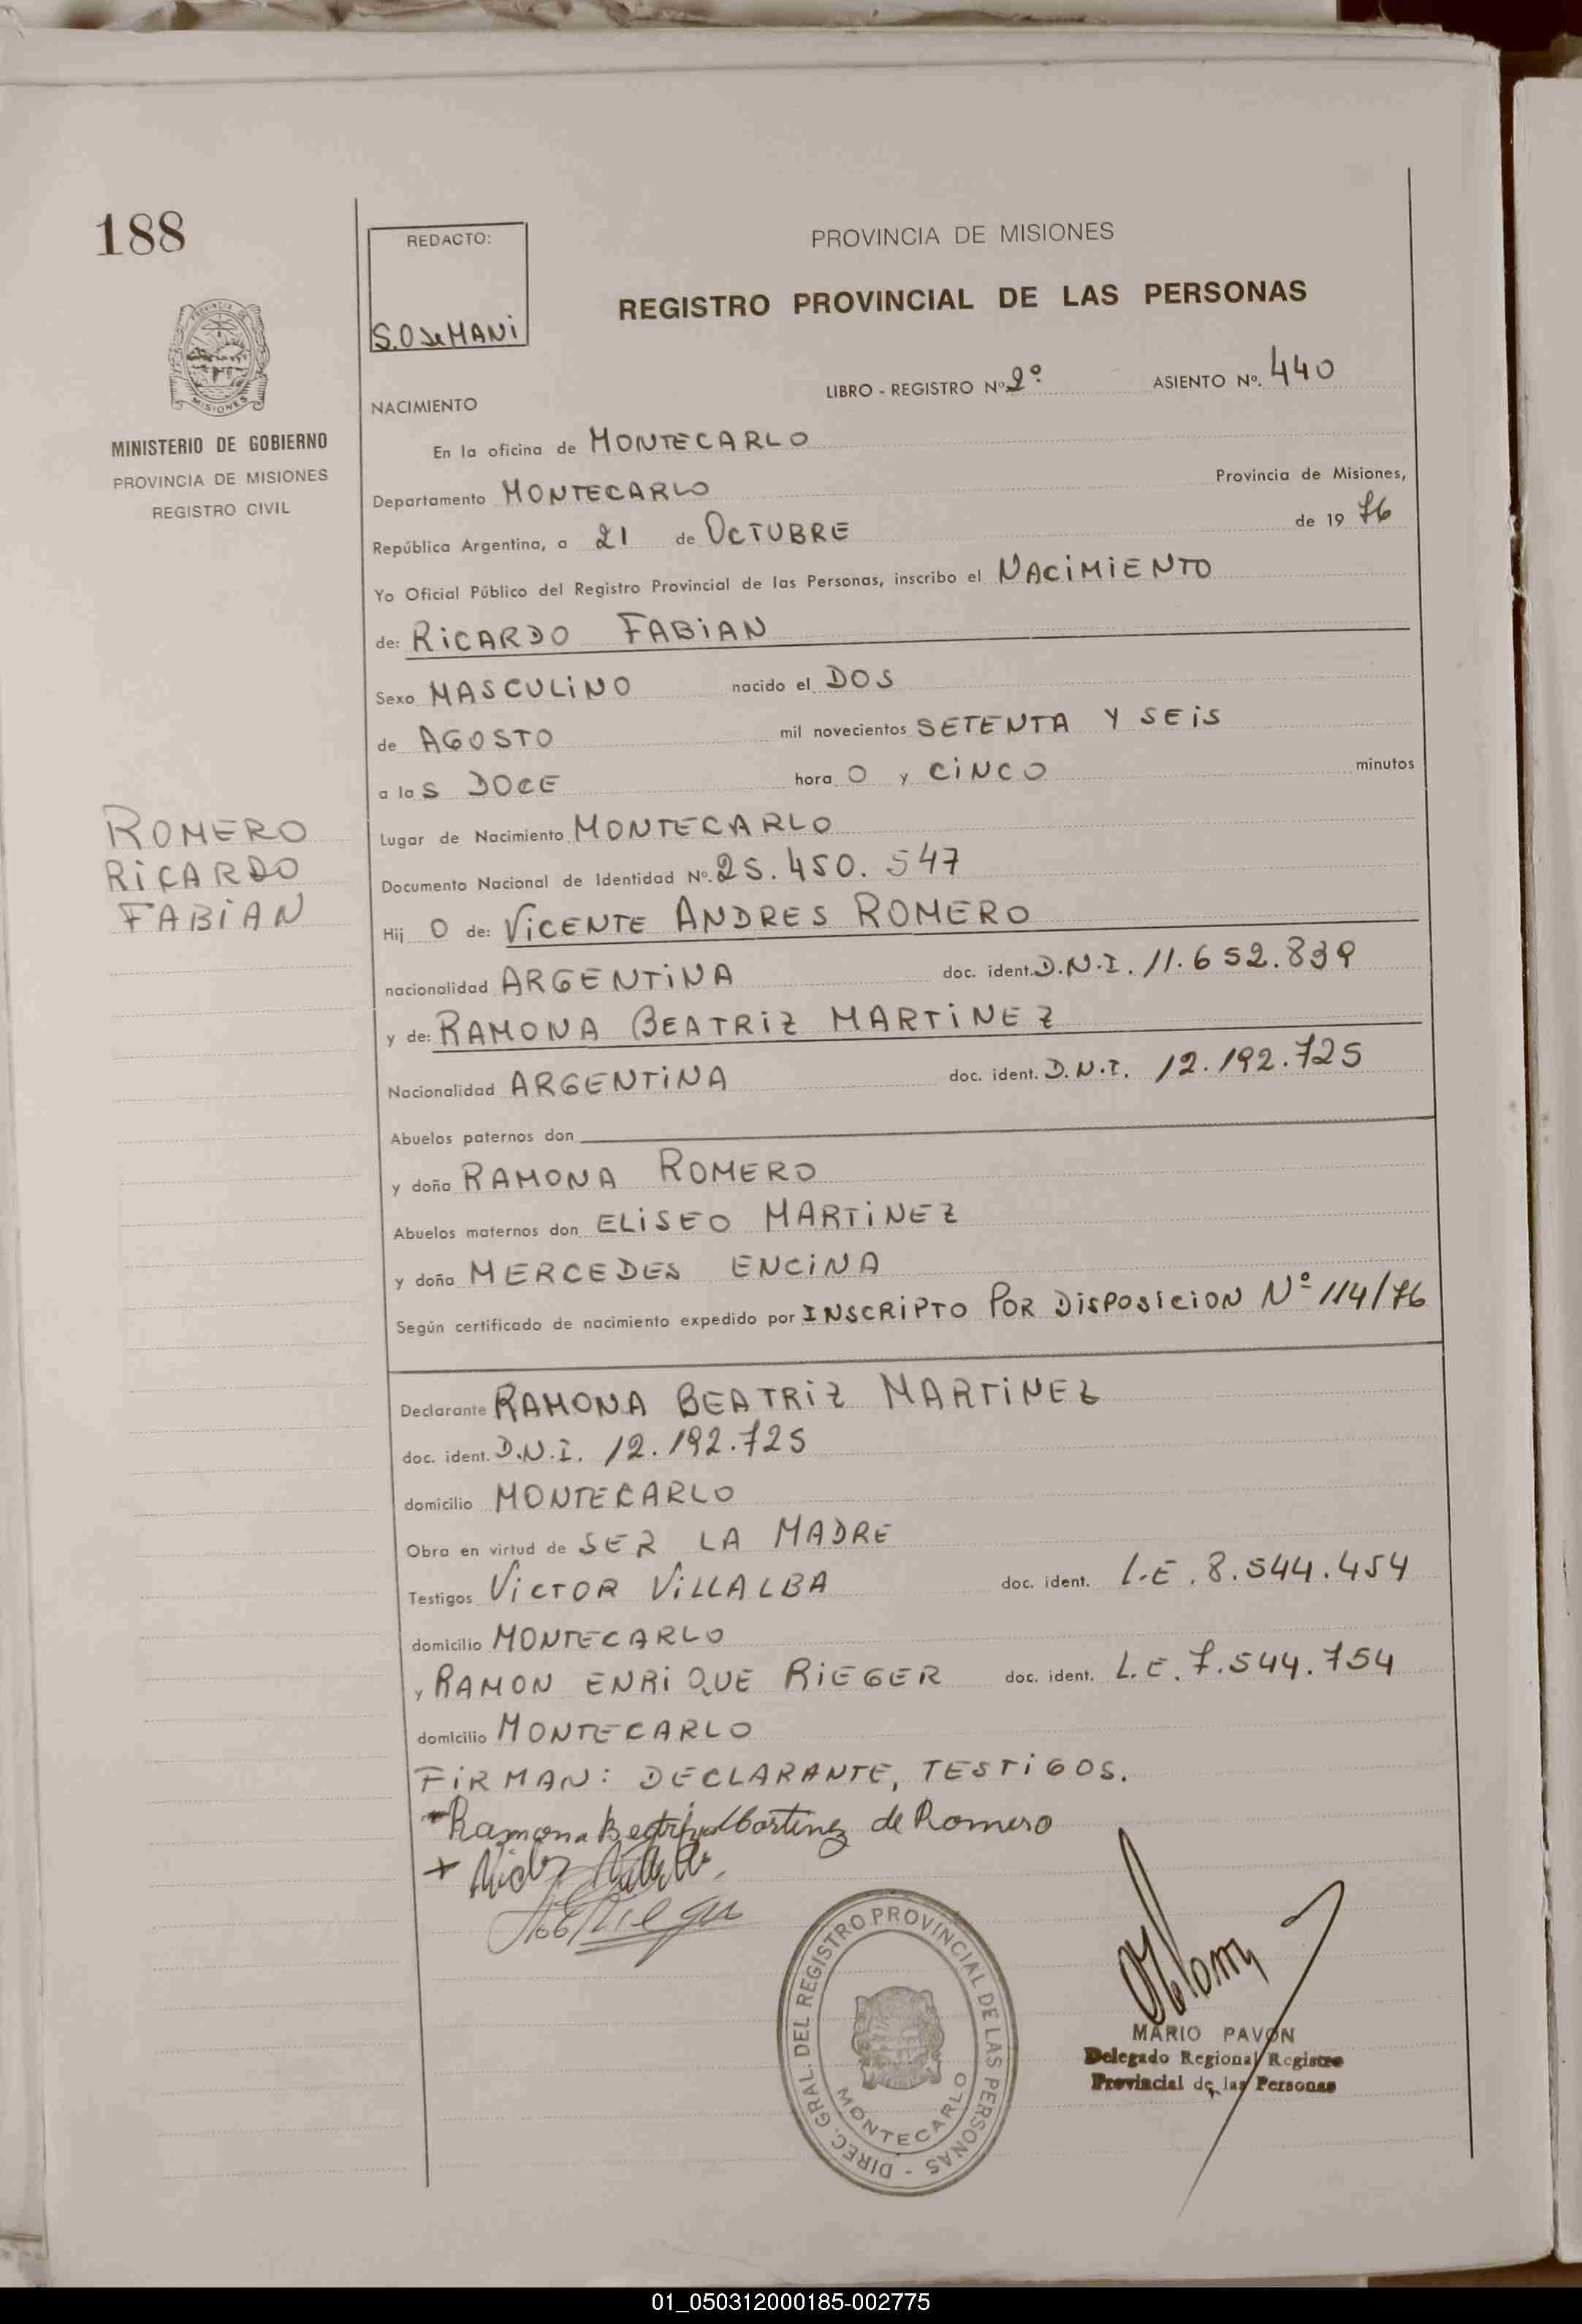 188
REDACTO:
S.O de MANi
PROVINCIA DE MISIONES
REGISTRO PROVINCIAL DE LAS PERSONAS
LIBRO - REGISTRO Nº 2º ASIENTO Nº. 440
NACIMIENTO
MINISTERIO DE GOBIERNO
PROVINCIA DE MISIONES
REGISTRO CIVIL
En la oficina de MONTECARLO
Departamento MONTECARLO Provincia de Misiones,
República Argentina, a 21 de OCTUBRE de 19 76
Yo Oficial Público del Registro Provincial de las Personas, inscribo el NACiMiENTO
de: RiCARDO FABiAN
Sexo MASCULiNO nacido el DOS
de AGOSTO mil novecientos SETENTA Y SEiS
a las DOCE hora 0 y CiNCO minutos
ROMERO
RiCARDO
FABiAN
Lugar de Nacimiento MONTECARLO
Documento Nacional de Identidad Nº. 25.450.547
Hij O de: ViCENTE ANDRES ROMERO
nacionalidad ARGENTiNA doc. ident. D.N.I. 11.652.839
y de: RAMONA BEATRiZ MARTiNEZ
Nacionalidad ARGENTiNA doc. ident. D.N.I. 12.192.725
Abuelos paternos don
y doña RAMONA ROMERO
Abuelos maternos don ELiSEO MARTiNEZ
y doña MERCEDES ENCiNA
Según certificado de nacimiento expedido por INSCRiPTO POR DiSPOSiCiON Nº 114/76
Declarante RAMONA BEATRiZ MARTiNEZ
doc. ident. D.N.I. 12.192.725
domicilio MONTECARLO
Obra en virtud de SER LA MADRE
Testigos ViCTOR ViLLALBA doc. ident. L.E. 8.544.454
domicilio MONTECARLO
y RAMON ENRiQUE RiEGER doc. ident. L.E. 7.544.754
domicilio MONTECARLO
FiRMAN: DECLARANTE, TESTiGOS.
Ramona Beatriz Martinez de Romero
DIREC. GRAL. DEL REGISTRO PROVINCIAL DE LAS PERSONAS -
MONTECARLO
MARIO PAVON
Delegado Regional Registro
Provincial de las Personas
01_050312000185-002775